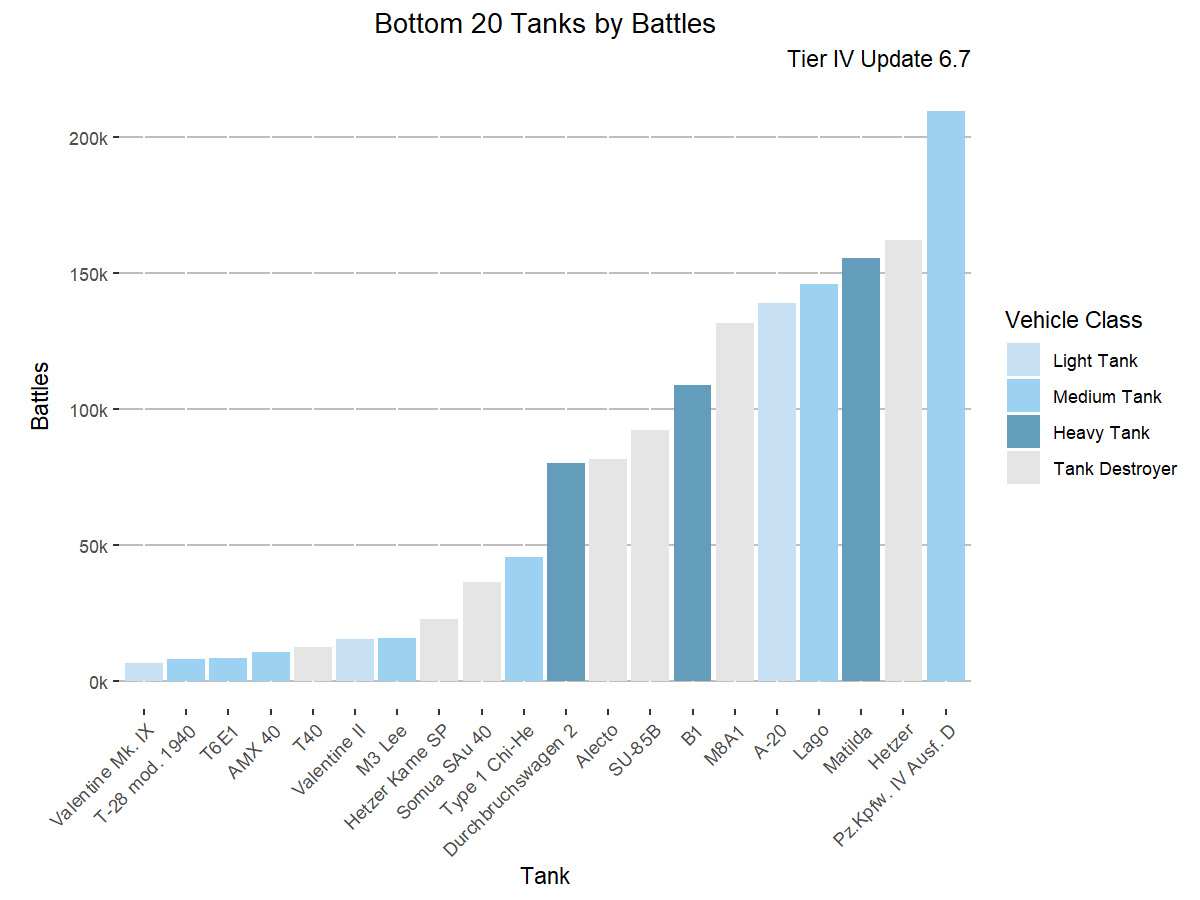 Bottom 20 Tanks by Battles
Tier IV Update 6.7
200k
150k
100k
50k
0k
Battles
Valentine Mk. IX
T-28 mod. 1940
T6E1
AMX 40
T40
Valentine II
M3 Lee
Hetzer Kame SP
Somua SAu 40
Type 1 Chi-He
Durchbruchswagen 2
Alecto
SU-85B
B1
M8A1
A-20
Lago
Matilda
Hetzer
Pz.Kpfw. IV Ausf. D
Tank
Vehicle Class
Light Tank
Medium Tank
Heavy Tank
Tank Destroyer